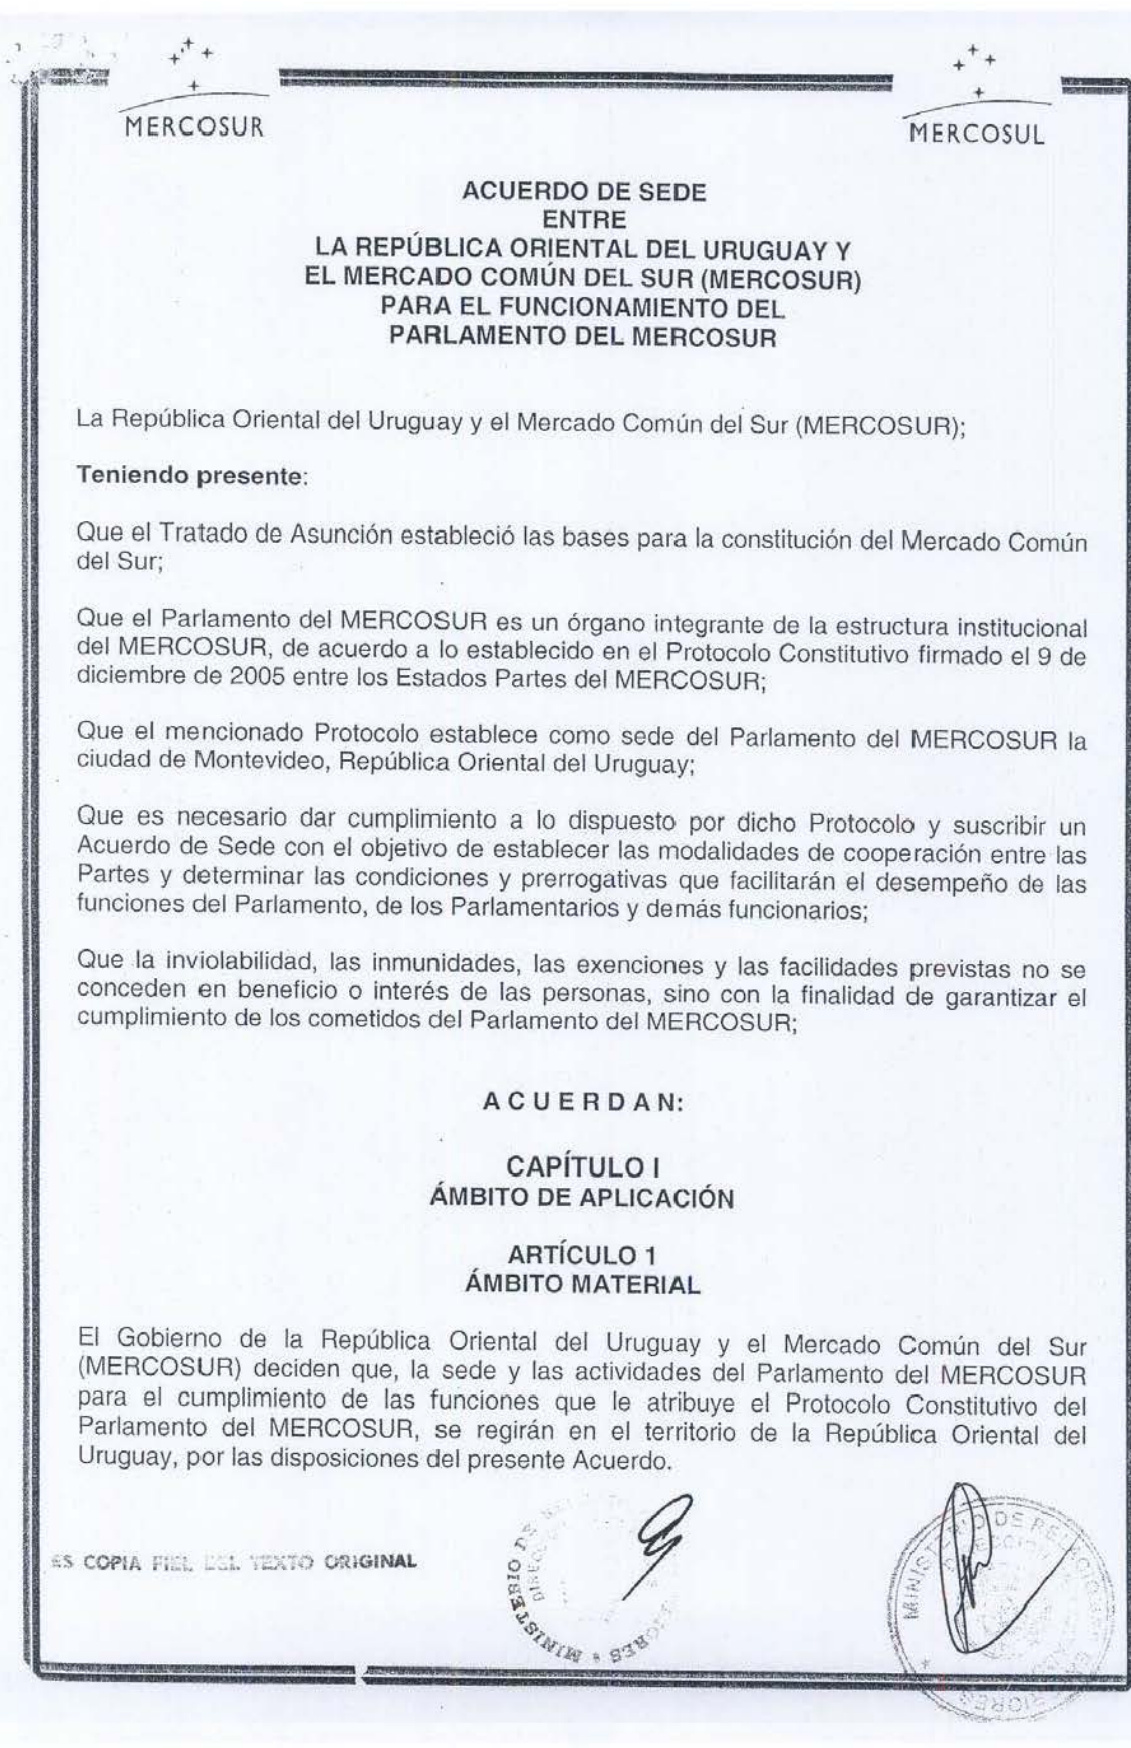 MERCOSUR
MERCOSUL
ACUERDO DE SEDE
ENTRE
LA REPÚBLICA ORIENTAL DEL URUGUAY Y
EL MERCADO COMÚN DEL SUR (MERCOSUR)
PARA EL FUNCIONAMIENTO DEL
PARLAMENTO DEL MERCOSUR
La República Oriental del Uruguay y el Mercado Común del Sur (MERCOSUR);
Teniendo presente:
Que el Tratado de Asunción estableció las bases para la constitución del Mercado Común
del Sur;
Que el Parlamento del MERCOSUR es un órgano integrante de la estructura institucional
del MERCOSUR, de acuerdo a lo establecido en el Protocolo Constitutivo firmado el 9 de
diciembre de 2005 entre los Estados Partes del MERCOSUR;
Que el mencionado Protocolo establece como sede del Parlamento del MERCOSUR la
ciudad de Montevideo, República Oriental del Uruguay;
Que es necesario dar cumplimiento a lo dispuesto por dicho Protocolo y suscribir un
Acuerdo de Sede con el objetivo de establecer las modalidades de cooperación entre las
Partes y determinar las condiciones y prerrogativas que facilitarán el desempeño de las
funciones del Parlamento, de los Parlamentarios y demás funcionarios;
Que la inviolabilidad, las inmunidades, las exenciones y las facilidades previstas no se
conceden en beneficio o interés de las personas, sino con la finalidad de garantizar el
cumplimiento de los cometidos del Parlamento del MERCOSUR;
A C U E R D A N:
CAPÍTULO I
ÁMBITO DE APLICACIÓN
ARTÍCULO 1
ÁMBITO MATERIAL
El Gobierno de la República Oriental del Uruguay y el Mercado Común del Sur
(MERCOSUR) deciden que, la sede y las actividades del Parlamento del MERCOSUR
para el cumplimiento de las funciones que le atribuye el Protocolo Constitutivo del
Parlamento del MERCOSUR, se regirán en el territorio de la República Oriental del
Uruguay, por las disposiciones del presente Acuerdo.
ES COPIA FIEL DEL TEXTO ORIGINAL
MINISTERIO DE
MINISTERIO DE RELACIONES